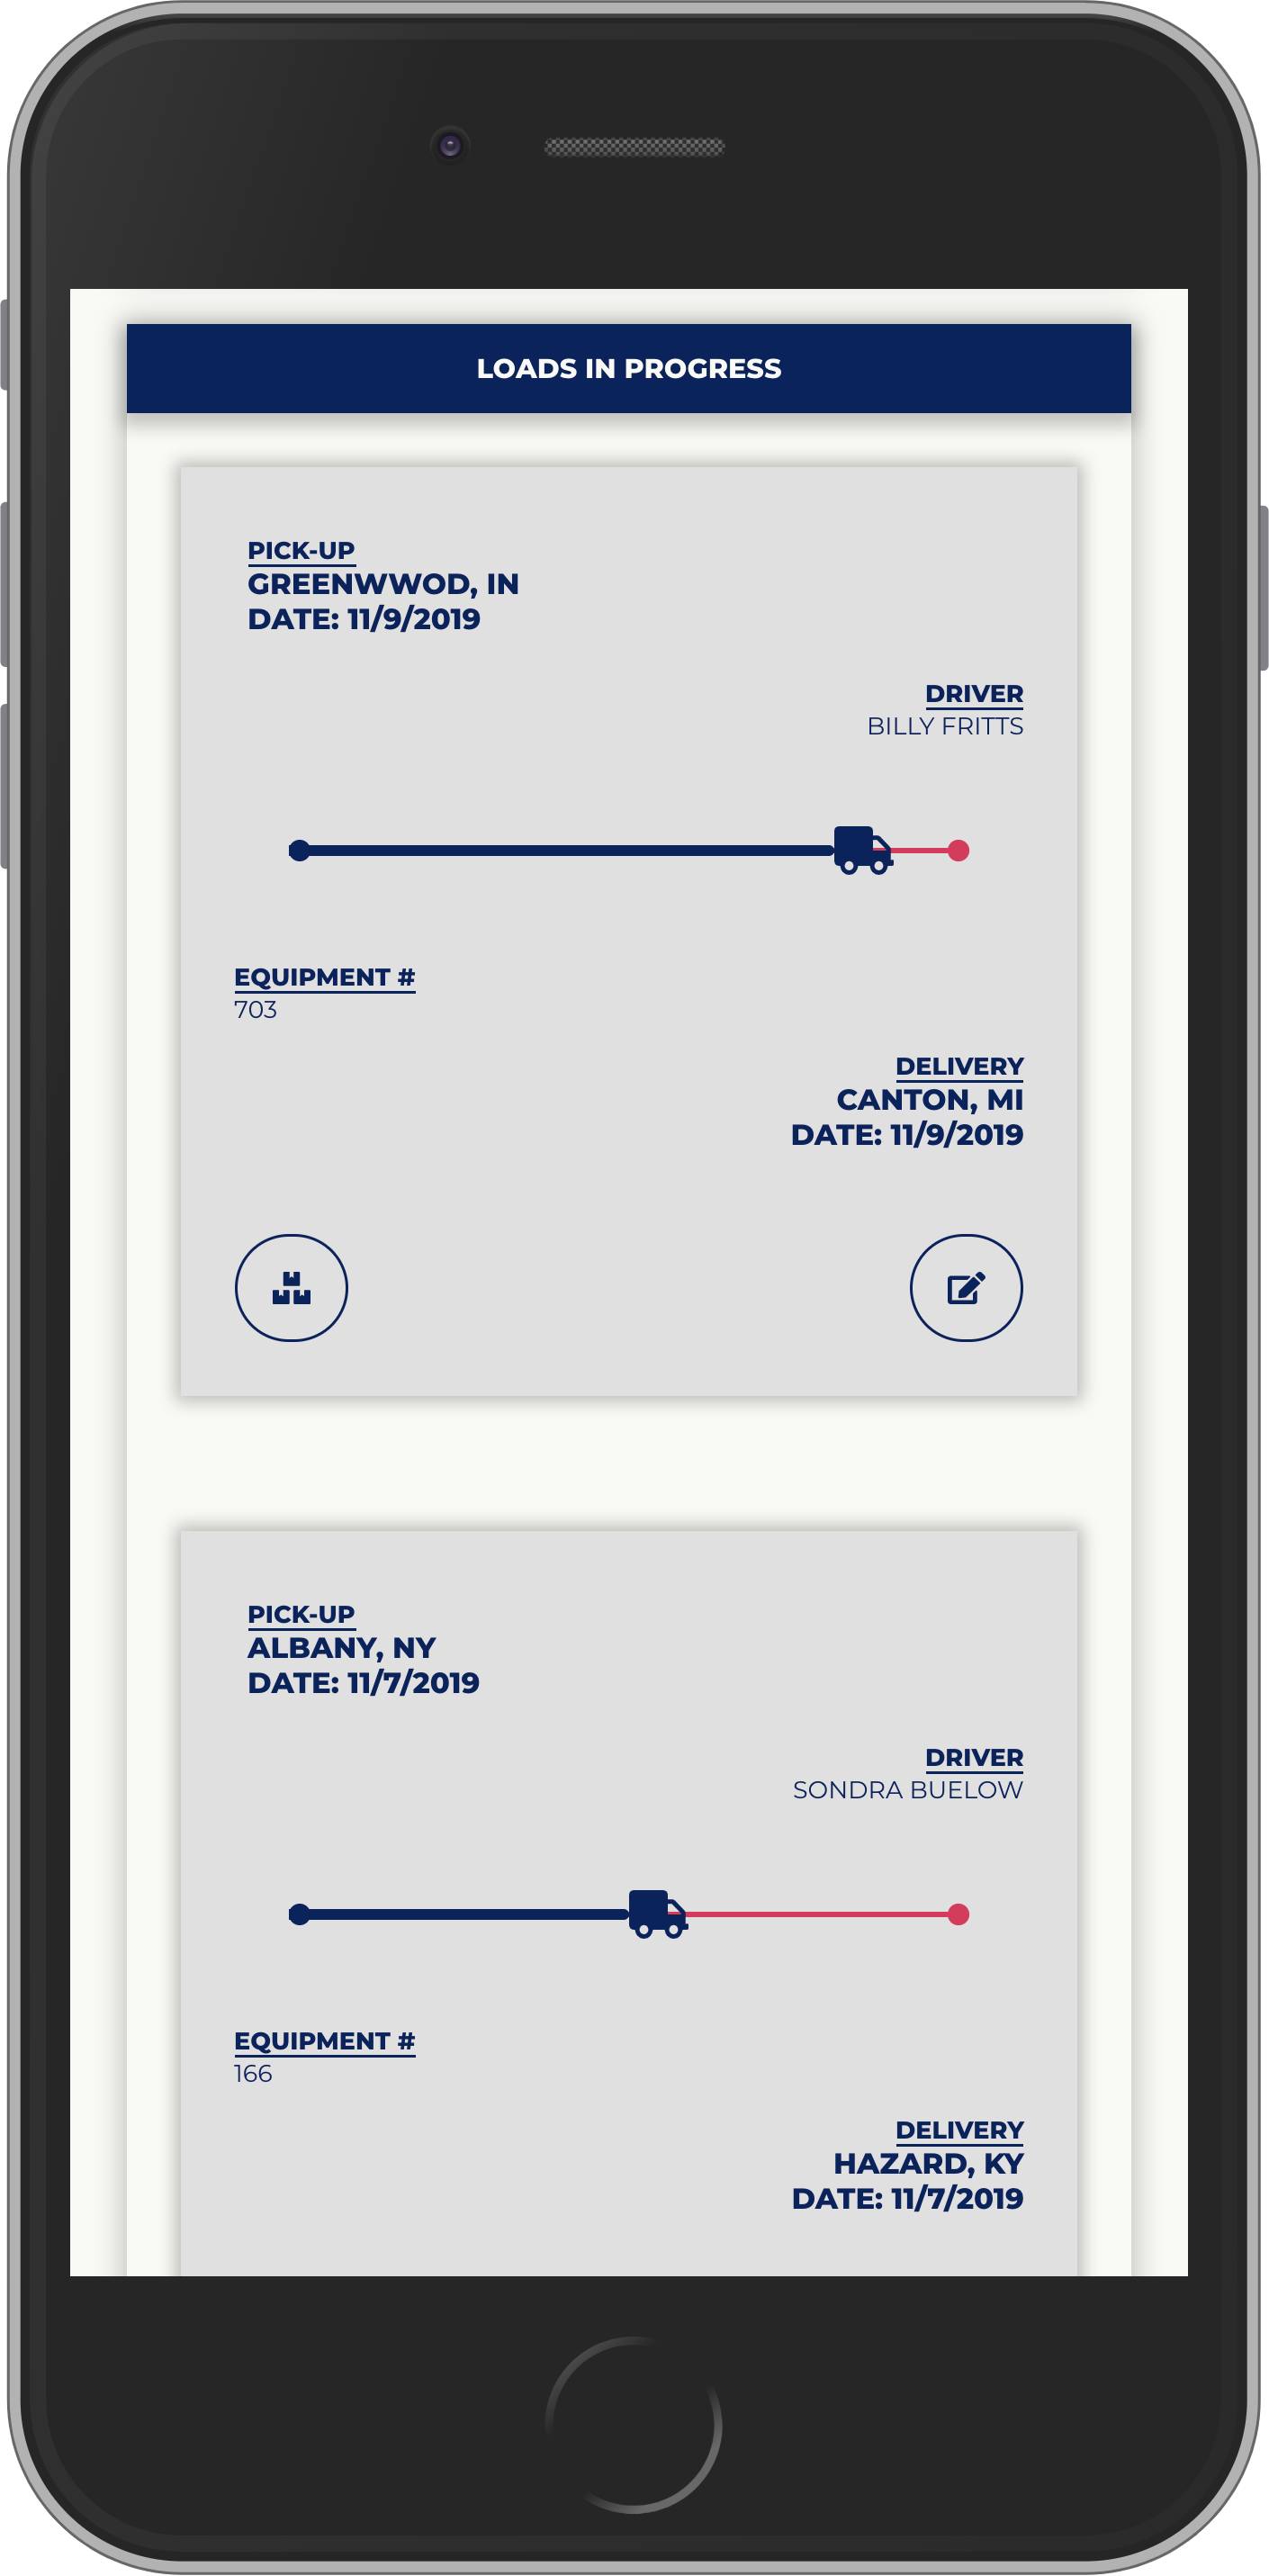 LOADS IN PROGRESS
PICK-UP
GREENWWOD, IN
DATE: 11/9/2019
DRIVER
BILLY FRITTS
EQUIPMENT #
703
DELIVERY
CANTON, MI
DATE: 11/9/2019
PICK-UP
ALBANY, NY
DATE: 11/7/2019
DRIVER
SONDRA BUELOW
EQUIPMENT #
166
DELIVERY
HAZARD, KY
DATE: 11/7/2019